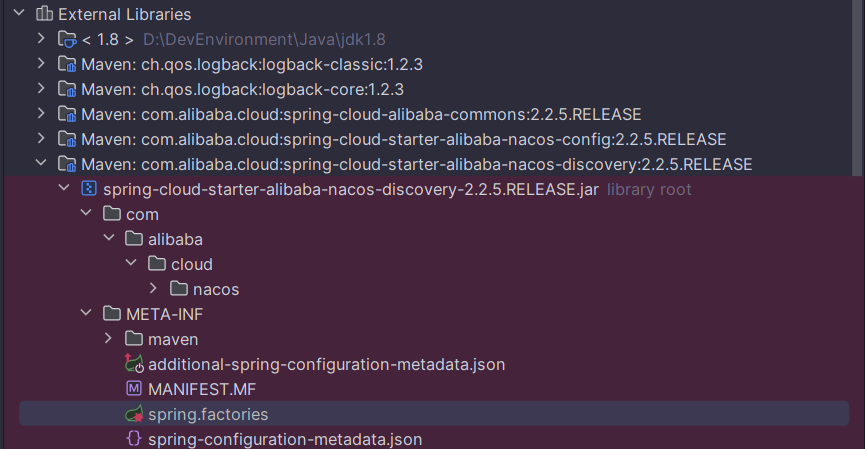 External Libraries
< 1.8 > D:\DevEnvironment\Java\jdk1.8
Maven: ch.qos.logback:logback-classic:1.2.3
Maven: ch.qos.logback:logback-core:1.2.3
Maven: com.alibaba.cloud:spring-cloud-alibaba-commons:2.2.5.RELEASE
Maven: com.alibaba.cloud:spring-cloud-starter-alibaba-nacos-config:2.2.5.RELEASE
Maven: com.alibaba.cloud:spring-cloud-starter-alibaba-nacos-discovery:2.2.5.RELEASE
spring-cloud-starter-alibaba-nacos-discovery-2.2.5.RELEASE.jar library root
com
alibaba
cloud
nacos
META-INF
maven
additional-spring-configuration-metadata.json
MANIFEST.MF
spring.factories
spring-configuration-metadata.json